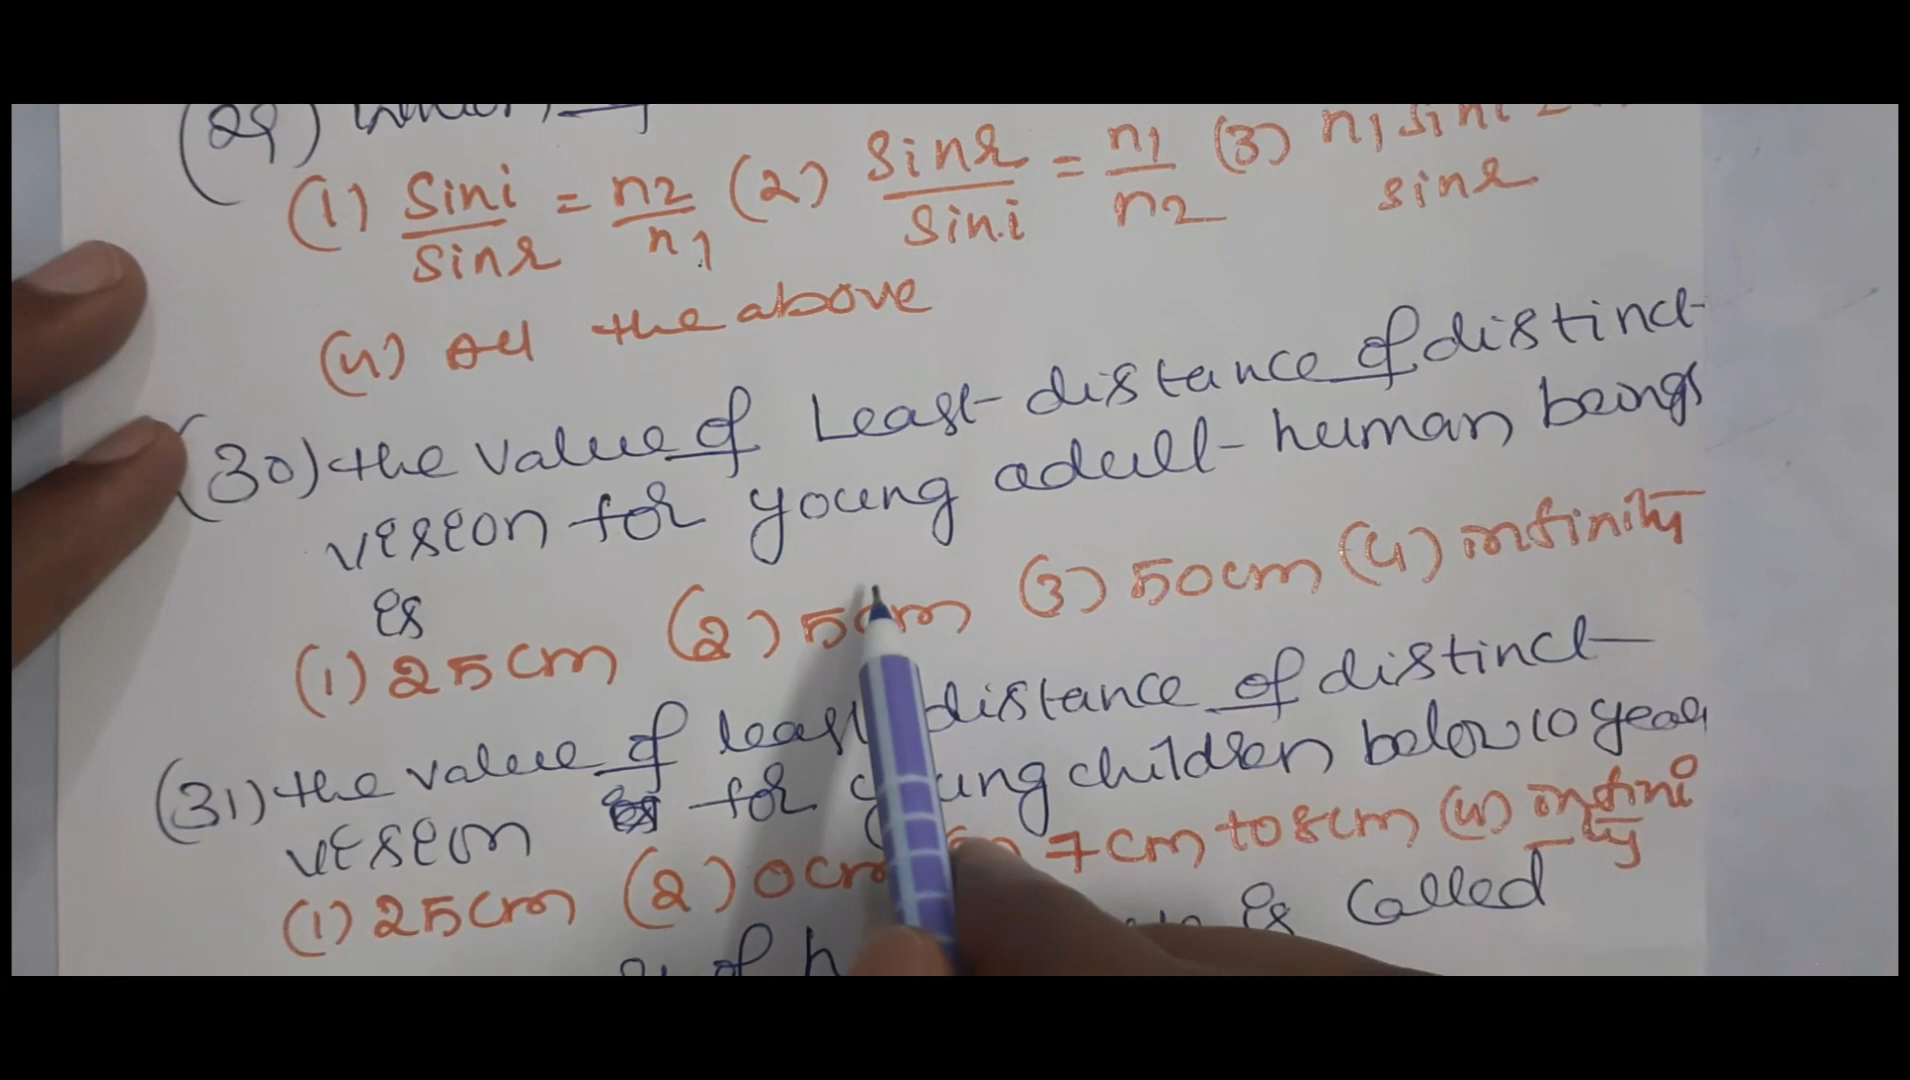 (29)
(1) Sini/Sinr = n2/n1 (2) Sinr/Sini = n1/n2 (3) n1 sini =
sinr
(4) All the above
(30) the value of Least distance of distinct
vision for young adult human beings
is
(1) 25cm (2) 5cm (3) 50cm (4) infinity
(31) the value of least distance of distinct
vision for young children below 10 years
(1) 25cm (2) 0cm 7cm to 8cm (4) infinity
of is called